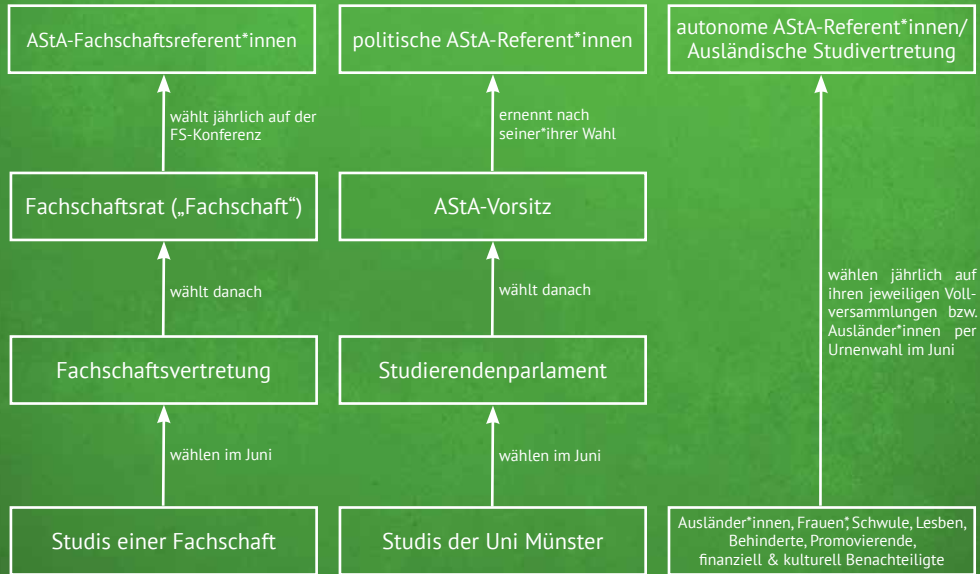 AStA-Fachschaftsreferent*innen
politische AStA-Referent*innen
autonome AStA-Referent*innen/
Ausländische Studivertretung
wählt jährlich auf der
FS-Konferenz
ernennt nach
seiner*ihrer Wahl
Fachschaftsrat („Fachschaft“)
AStA-Vorsitz
wählt danach
wählt danach
wählen jährlich auf
ihren jeweiligen Voll-
versammlungen bzw.
Ausländer*innen per
Urnenwahl im Juni
Fachschaftsvertretung
Studierendenparlament
wählen im Juni
wählen im Juni
Studis einer Fachschaft
Studis der Uni Münster
Ausländer*innen, Frauen*, Schwule, Lesben,
Behinderte, Promovierende,
finanziell & kulturell Benachteiligte